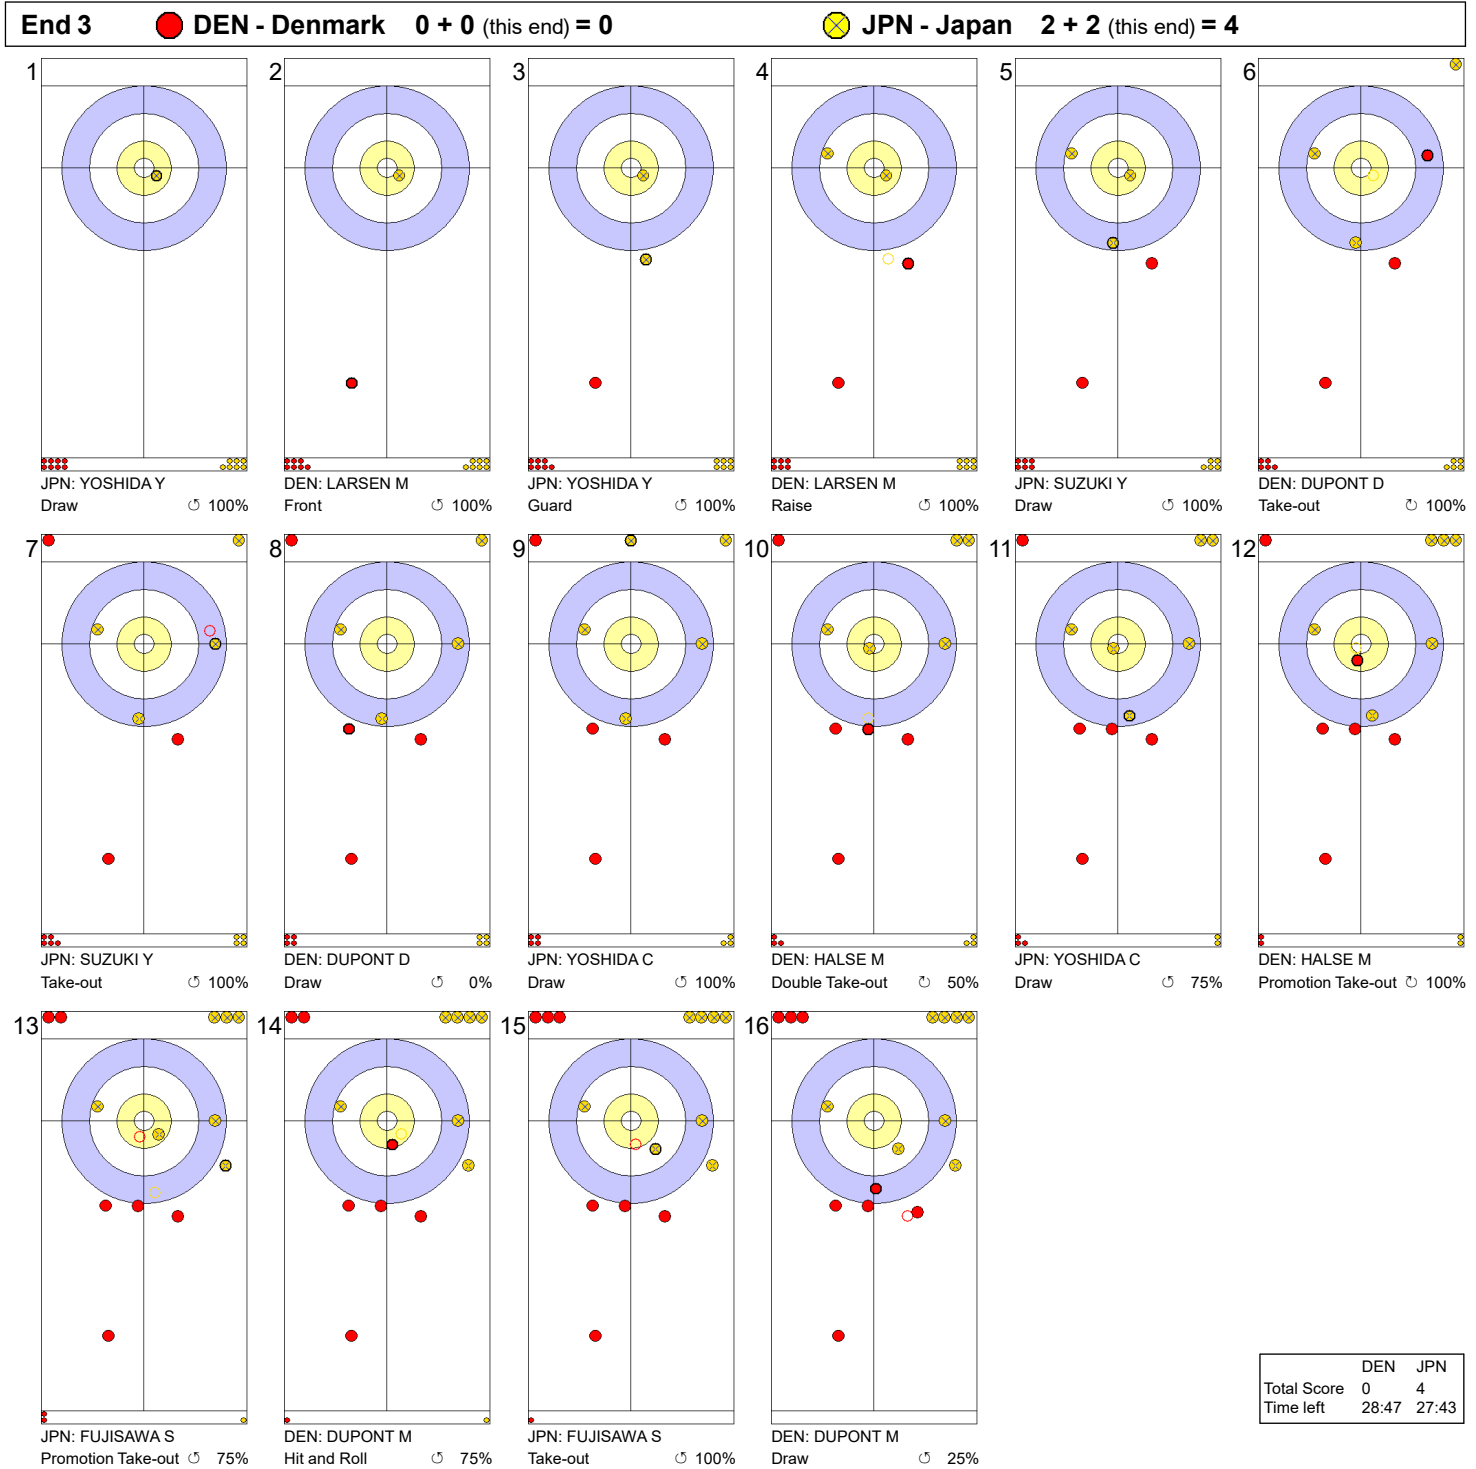 End 3 DEN - Denmark 0 + 0 (this end) = 0 JPN - Japan 2 + 2 (this end) = 4
1 2 3 4 5 6
JPN: YOSHIDA Y DEN: LARSEN M JPN: YOSHIDA Y DEN: LARSEN M JPN: SUZUKI Y DEN: DUPONT D
Draw ↺ 100% Front ↺ 100% Guard ↺ 100% Raise ↺ 100% Draw ↺ 100% Take-out ↻ 100%
7 8 9 10 11 12
JPN: SUZUKI Y DEN: DUPONT D JPN: YOSHIDA C DEN: HALSE M JPN: YOSHIDA C DEN: HALSE M
Take-out ↺ 100% Draw ↺ 0% Draw ↺ 100% Double Take-out ↻ 50% Draw ↺ 75% Promotion Take-out ↻ 100%
13 14 15 16
JPN: FUJISAWA S DEN: DUPONT M JPN: FUJISAWA S DEN: DUPONT M
Promotion Take-out ↺ 75% Hit and Roll ↺ 75% Take-out ↺ 100% Draw ↺ 25%
DEN JPN
Total Score 0 4
Time left 28:47 27:43